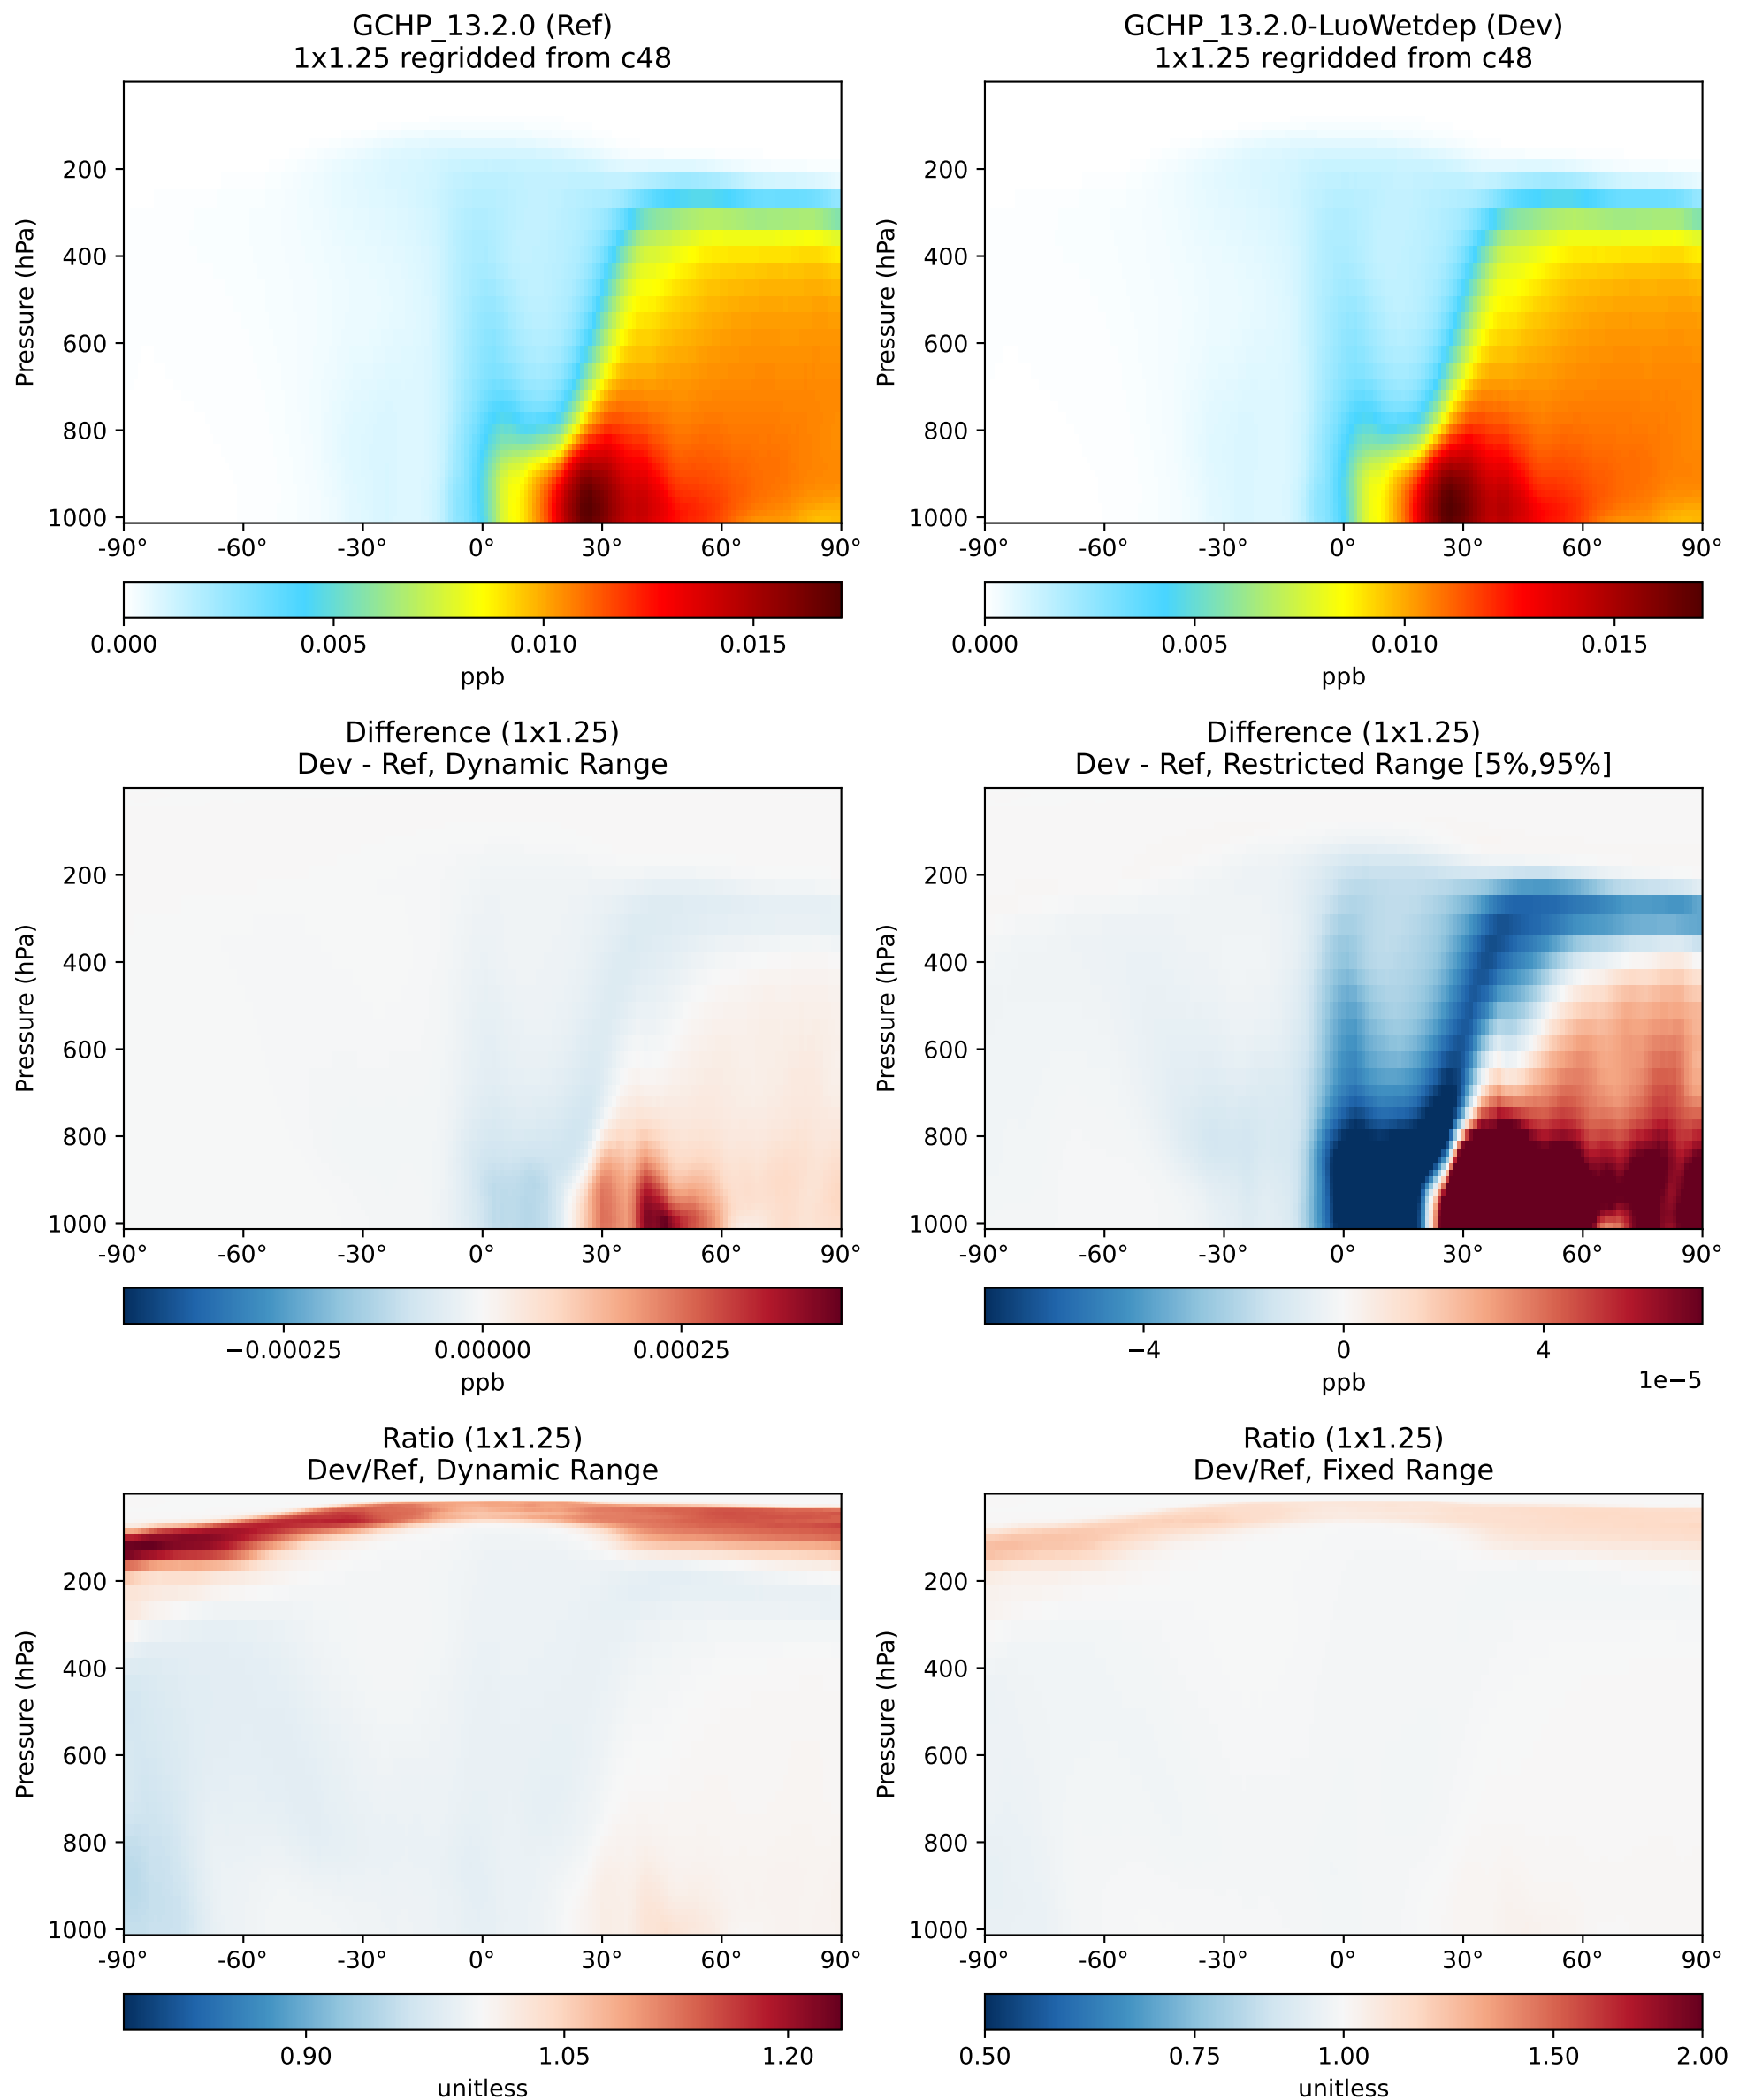 GCHP_13.2.0 (Ref)
1x1.25 regridded from c48
GCHP_13.2.0-LuoWetdep (Dev)
1x1.25 regridded from c48
Pressure (hPa)
200
400
600
800
1000
-90° -60° -30° 0° 30° 60° 90°
0.000 0.005 0.010 0.015
ppb
Pressure (hPa)
200
400
600
800
1000
-90° -60° -30° 0° 30° 60° 90°
0.000 0.005 0.010 0.015
ppb
Difference (1x1.25)
Dev - Ref, Dynamic Range
Pressure (hPa)
200
400
600
800
1000
-90° -60° -30° 0° 30° 60° 90°
−0.00025 0.00000 0.00025
ppb
Difference (1x1.25)
Dev - Ref, Restricted Range [5%,95%]
Pressure (hPa)
200
400
600
800
1000
-90° -60° -30° 0° 30° 60° 90°
−4 0 4
ppb
1e−5
Ratio (1x1.25)
Dev/Ref, Dynamic Range
Pressure (hPa)
200
400
600
800
1000
-90° -60° -30° 0° 30° 60° 90°
0.90 1.05 1.20
unitless
Ratio (1x1.25)
Dev/Ref, Fixed Range
Pressure (hPa)
200
400
600
800
1000
-90° -60° -30° 0° 30° 60° 90°
0.50 0.75 1.00 1.50 2.00
unitless